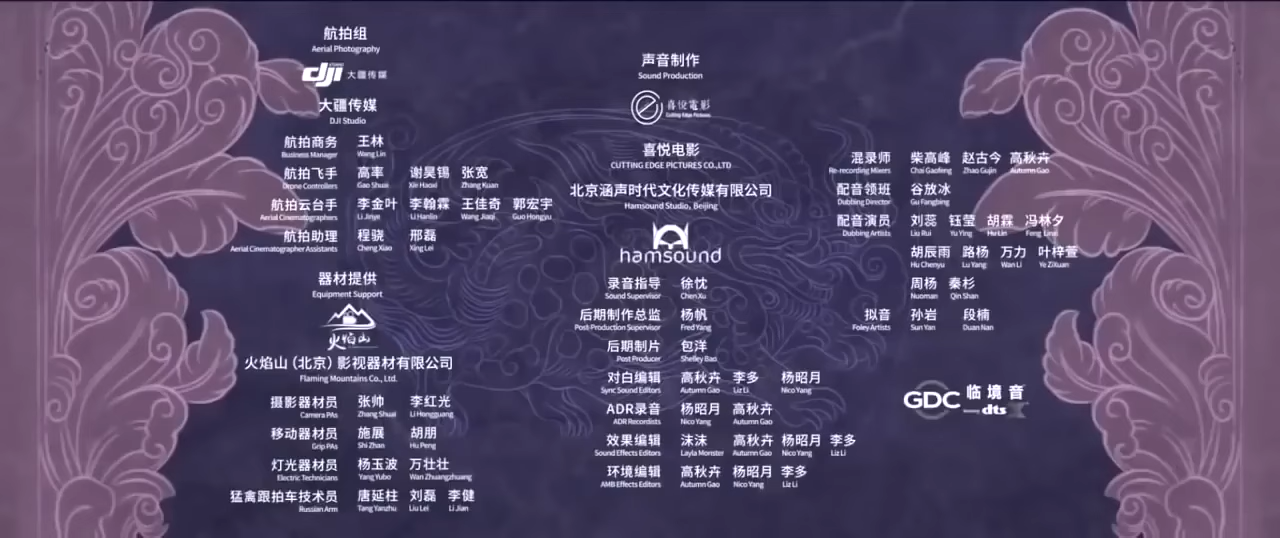 航拍组
Aerial Photography
dji 大疆传媒
大疆传媒
DJI Studio
航拍商务 王林
Business Manager Wang Lin
航拍飞手 高率 谢昊锡 张宽
Drone Controllers Gao Shuai Xie Haoxi Zhang Kuan
航拍云台手 李金叶 李翰霖 王佳奇 郭宏宇
Aerial Cinematographers Li Jinye Li Hanlin Wang Jiaqi Guo Hongyu
航拍助理 程骁 邢磊
Aerial Cinematographer Assistants Cheng Xiao Xing Lei
器材提供
Equipment Support
火焰山
火焰山（北京）影视器材有限公司
Flaming Mountains Co., Ltd.
摄影器材员 张帅 李红光
Camera PAs Zhang Shuai Li Hongguang
移动器材员 施展 胡朋
Grip PAs Shi Zhan Hu Peng
灯光器材员 杨玉波 万壮壮
Electric Technicians Yang Yubo Wan Zhuangzhuang
猛禽跟拍车技术员 唐延柱 刘磊 李健
Russian Arm Tang Yanzhu Liu Lei Li Jian
声音制作
Sound Production
喜悦電影
Cutting Edge Pictures
喜悦电影
CUTTING EDGE PICTURES CO.,LTD
北京涵声时代文化传媒有限公司
Hamsound Studio, Beijing
hamsound
录音指导 徐忱
Sound Supervisor Chen Xu
后期制作总监 杨帆
Post-Production Supervisor Fred Yang
后期制片 包洋
Post Producer Shelley Bao
对白编辑 高秋卉 李多 杨昭月
Sync Sound Editors Autumn Gao Liz Li Nico Yang
ADR录音 杨昭月 高秋卉
ADR Recordists Nico Yang Autumn Gao
效果编辑 沫沫 高秋卉 杨昭月 李多
Sound Effects Editors Layla Monster Autumn Gao Nico Yang Liz Li
环境编辑 高秋卉 杨昭月 李多
AMB Effects Editors Autumn Gao Nico Yang Liz Li
混录师 柴高峰 赵古今 高秋卉
Re-recording Mixers Chai Gaofeng Zhao Gujin Autumn Gao
配音领班 谷放冰
Dubbing Director Gu Fangbing
配音演员 刘蕊 钰莹 胡霖 冯林夕
Dubbing Artists Liu Rui Yu Ying Hu Lin Feng Linxi
胡辰雨 路杨 万力 叶梓萱
Hu Chenyu Lu Yang Wan Li Ye Zixuan
周杨 秦杉
Nuoman Qin Shan
拟音 孙岩 段楠
Foley Artists Sun Yan Duan Nan
GDC 临境音
dts